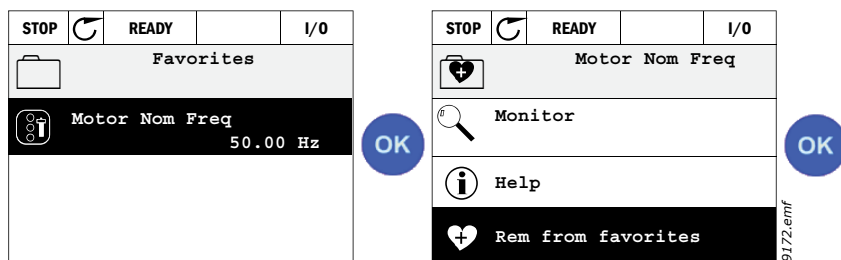 STOP READY I/O
Favorites
Motor Nom Freq
50.00 Hz
OK
STOP READY I/O
Motor Nom Freq
Monitor
Help
Rem from favorites
OK
9172.emf